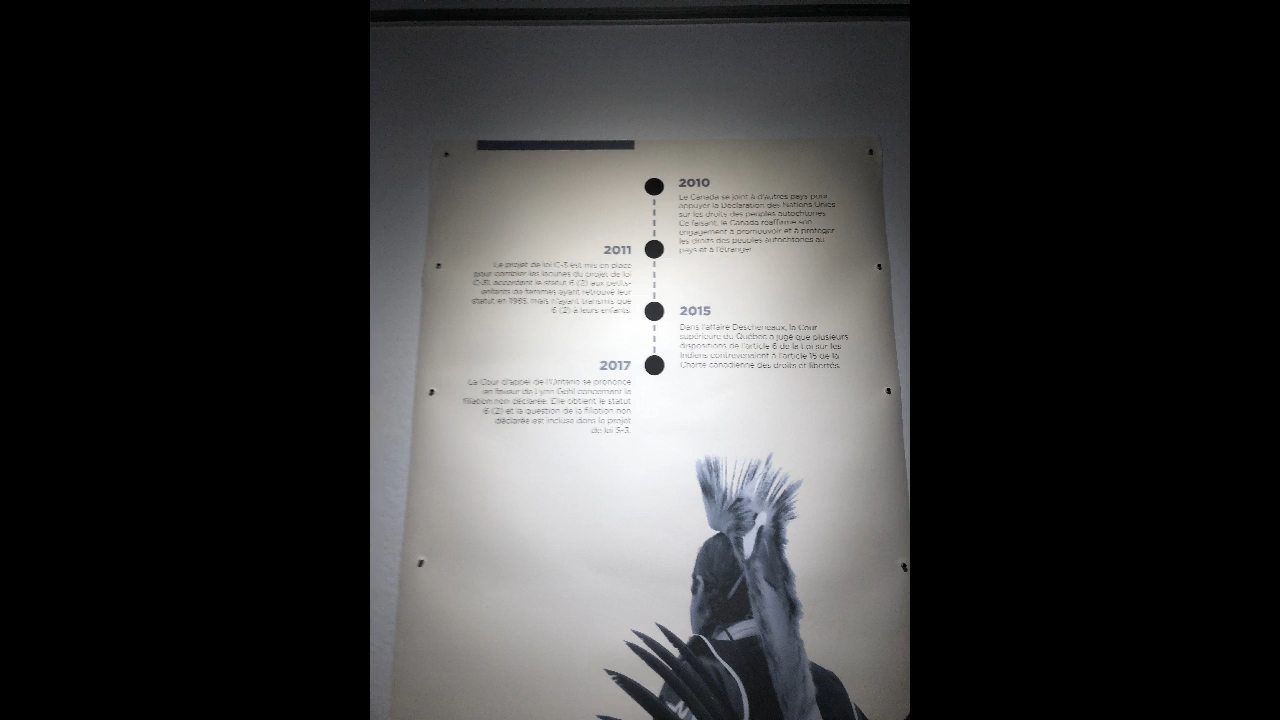 2010
Le Canada se joint à d'autres pays pour
appuyer la Déclaration des Nations Unies
sur les droits des peuples autochtones.
Ce faisant, le Canada réaffirme son
engagement à promouvoir et à protéger
les droits des peuples autochtones au
pays et à l'étranger.
2011
Le projet de loi C-3 est mis en place
pour combler les lacunes du projet de loi
C-31, accordant le statut 6 (2) aux petits-
enfants de femmes ayant retrouvé leur
statut en 1985, mais n'ayant transmis que
6 (2) à leurs enfants.
2015
Dans l'affaire Descheneaux, la Cour
supérieure du Québec a jugé que plusieurs
dispositions de l'article 6 de la Loi sur les
Indiens contrevenaient à l'article 15 de la
Charte canadienne des droits et libertés.
2017
La Cour d'appel de l'Ontario se prononce
en faveur de Lynn Gehl concernant la
filiation non déclarée. Elle obtient le statut
6 (2) et la question de la filiation non
déclarée est incluse dans le projet
de loi S-3.